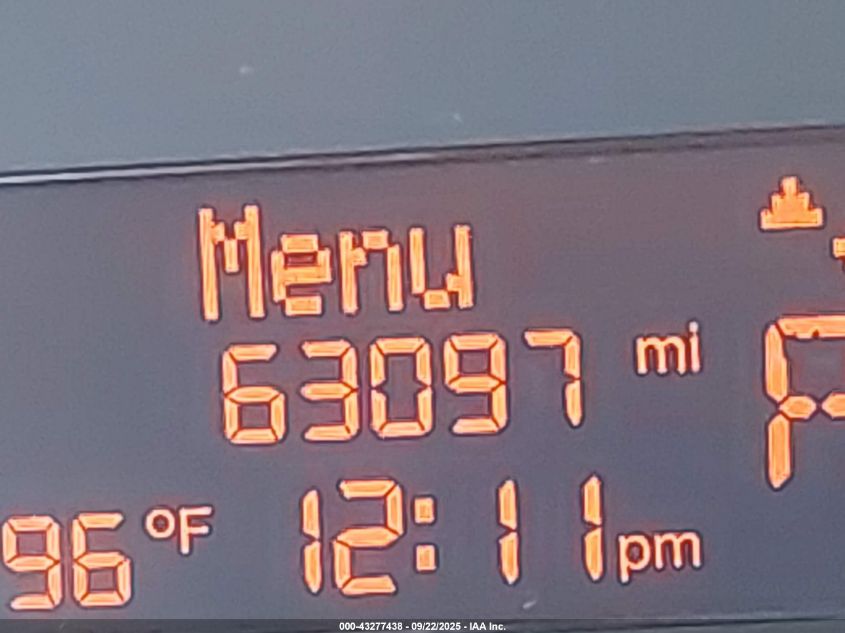 Menu
63097 mi
P
96 °F 12:11 pm
000-43277438 - 09/22/2025 - IAA Inc.